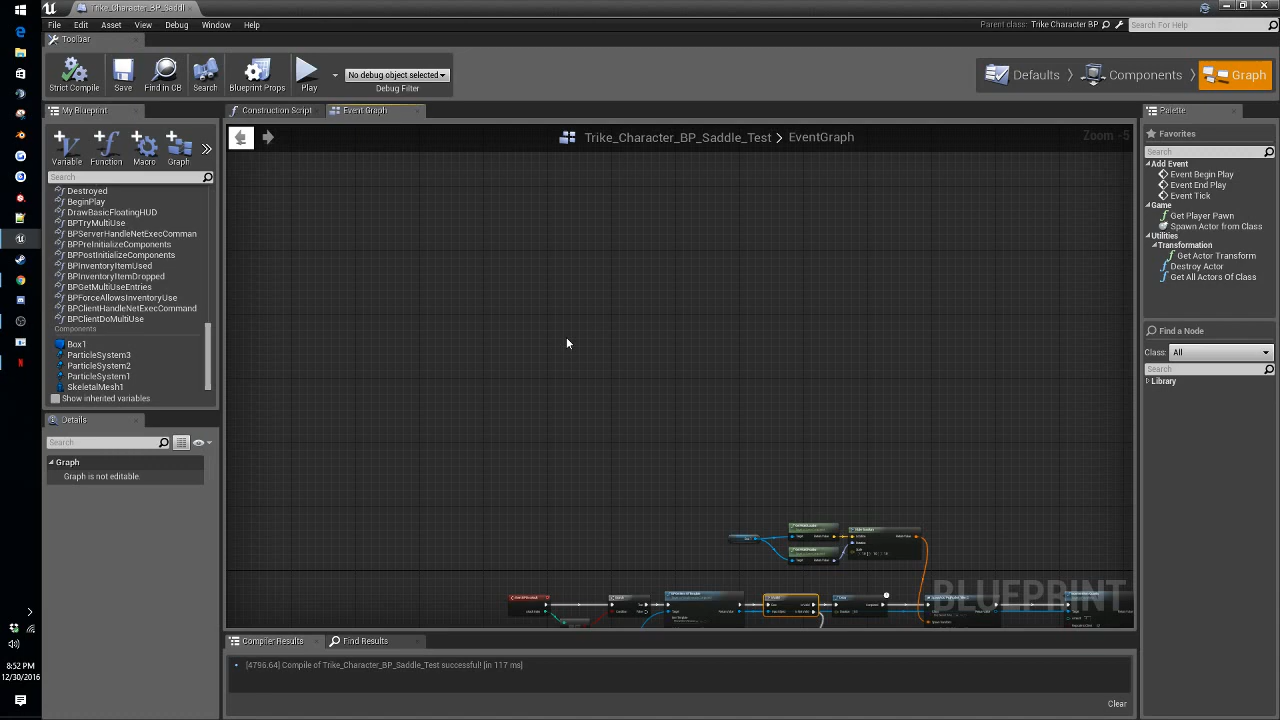 Trike_Character_BP_Saddl
File Edit Asset View Debug Window Help
Parent class: Trike Character BP
Search For Help
Toolbar
Strict Compile
Save
Find in CB
Search
Blueprint Props
Play
No debug object selected
Debug Filter
Defaults
Components
Graph
My Blueprint
Variable
Function
Macro
Graph
Search
Destroyed
BeginPlay
DrawBasicFloatingHUD
BPTryMultiUse
BPServerHandleNetExecComman
BPPreInitializeComponents
BPPostInitializeComponents
BPInventoryItemUsed
BPInventoryItemDropped
BPGetMultiUseEntries
BPForceAllowsInventoryUse
BPClientHandleNetExecCommand
BPClientDoMultiUse
Components
Box1
ParticleSystem3
ParticleSystem2
ParticleSystem1
SkeletalMesh1
Show inherited variables
Details
Search
Graph
Graph is not editable.
8:52 PM
12/30/2016
Construction Script
Event Graph
Trike_Character_BP_Saddle_Test > EventGraph
Zoom -5
BLUEPRINT
Compiler Results
Find Results
[4796.64] Compile of Trike_Character_BP_Saddle_Test successful! [in 117 ms]
Clear
Palette
Favorites
Search
Add Event
Event Begin Play
Event End Play
Event Tick
Game
Get Player Pawn
Spawn Actor from Class
Utilities
Transformation
Get Actor Transform
Destroy Actor
Get All Actors Of Class
Find a Node
Class: All
Search
Library